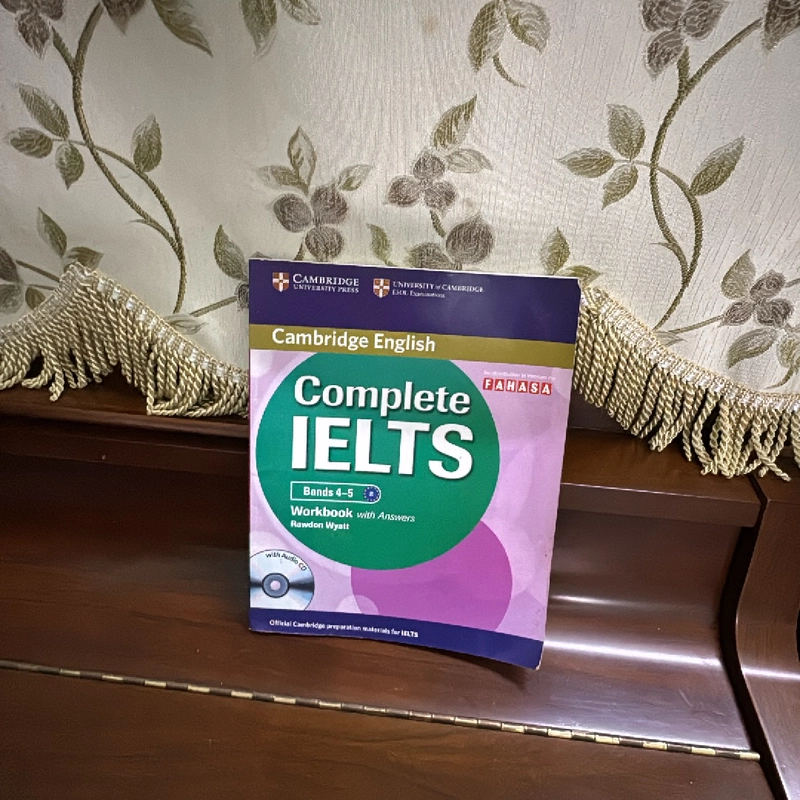 CAMBRIDGE
UNIVERSITY PRESS
UNIVERSITY of CAMBRIDGE
ESOL Examinations
Cambridge English
FAHASA
Complete
IELTS
Bands 4–5
Workbook with Answers
Rawdon Wyatt
with Audio CD
Official Cambridge preparation materials for IELTS